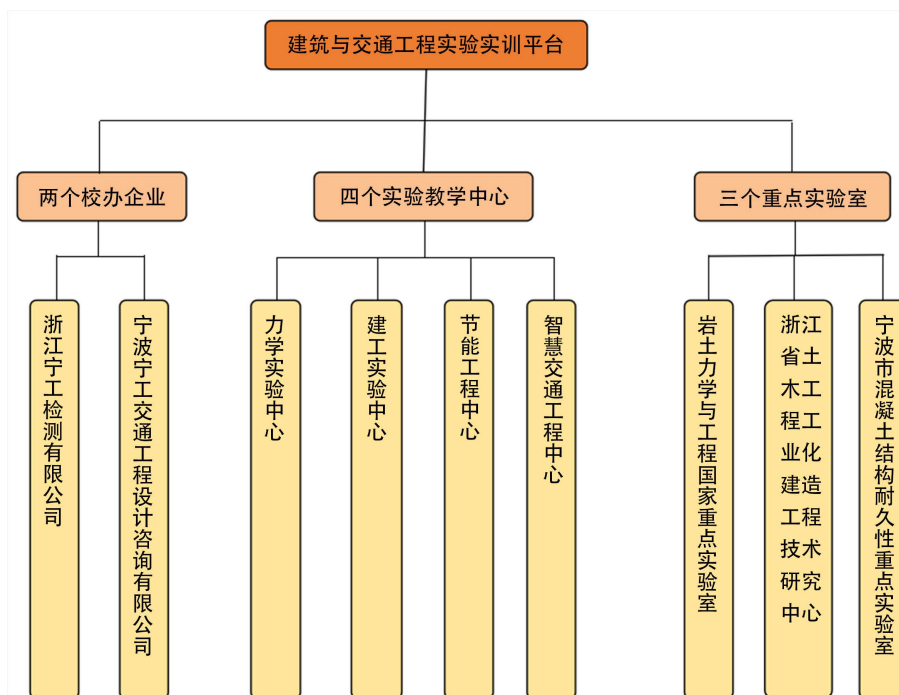 建筑与交通工程实验实训平台
两个校办企业
四个实验教学中心
三个重点实验室
浙江宁工检测有限公司
宁波宁工交通工程设计咨询有限公司
力学实验中心
建工实验中心
节能工程中心
智慧交通工程中心
岩土力学与工程国家重点实验室
浙江
省土
木工
程工
业化
建造
工程
技术
研究
中心
宁波市混凝土结构耐久性重点实验室